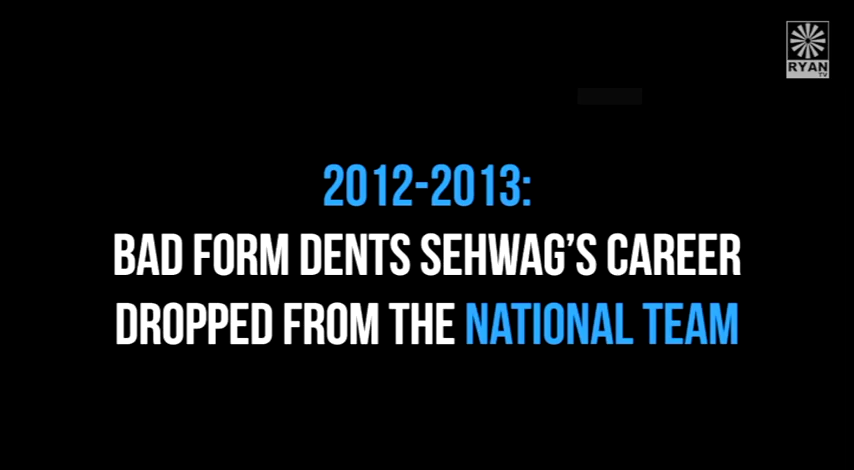 RYAN
TV
2012-2013:
BAD FORM DENTS SEHWAG'S CAREER
DROPPED FROM THE NATIONAL TEAM